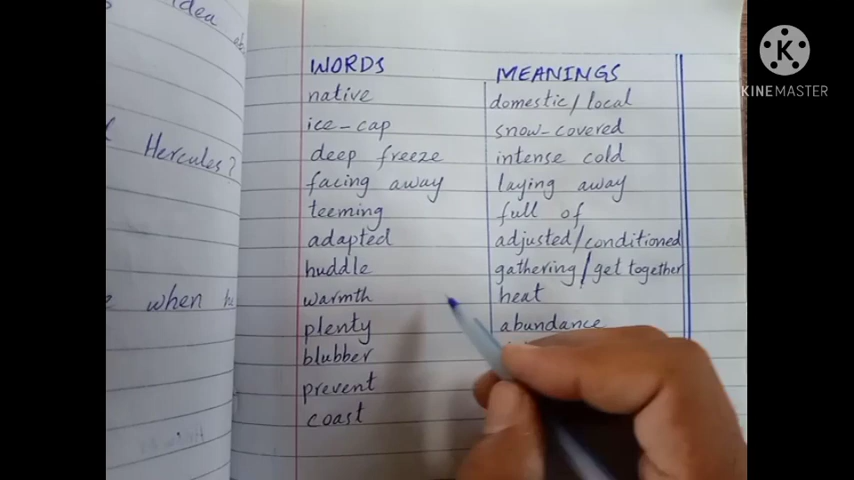 idea
Hercules?
when he
WORDS MEANINGS
native domestic/local
ice-cap snow-covered
deep freeze intense cold
facing away laying away
teeming full of
adapted adjusted/conditioned
huddle gathering/get together
warmth heat
plenty abundance
blubber
prevent
coast
K
KINEMASTER